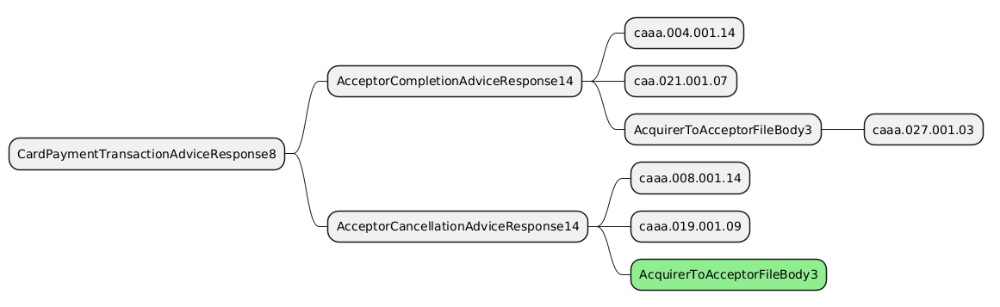 CardPaymentTransactionAdviceResponse8
AcceptorCompletionAdviceResponse14
caaa.004.001.14
caa.021.001.07
AcquirerToAcceptorFileBody3
caaa.027.001.03
AcceptorCancellationAdviceResponse14
caaa.008.001.14
caaa.019.001.09
AcquirerToAcceptorFileBody3